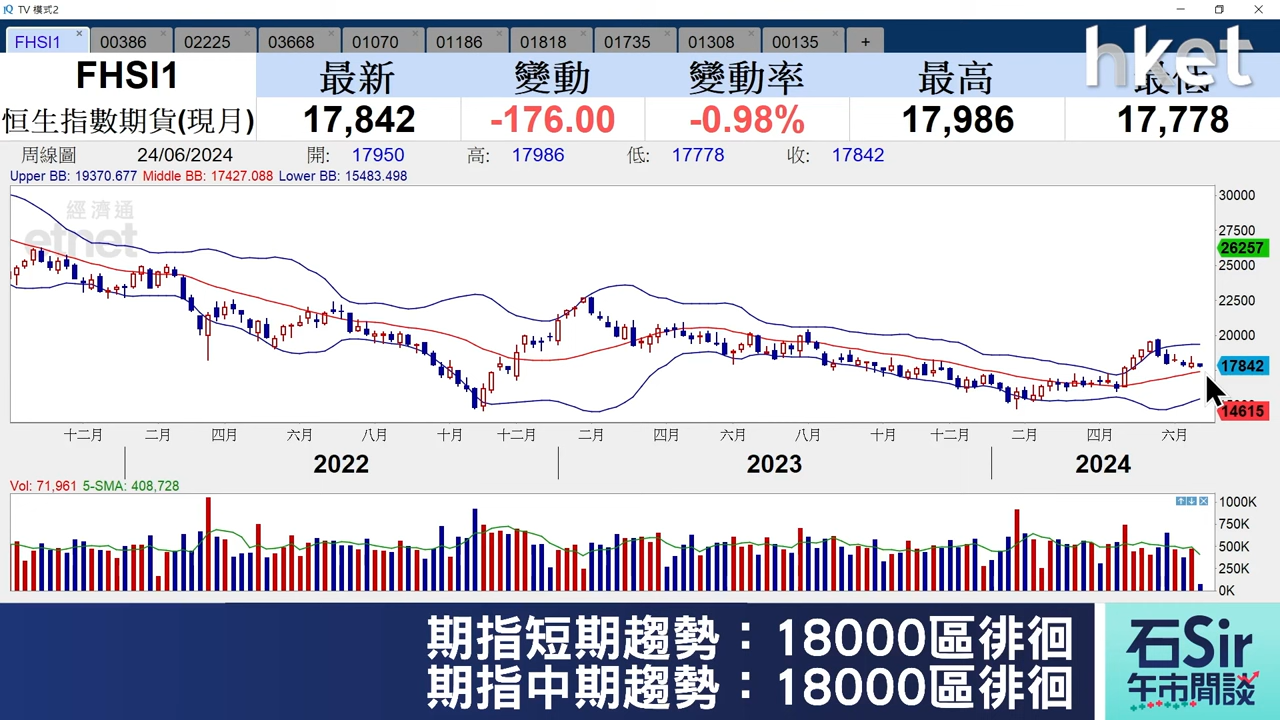 TV 模式2
FHSI1 00386 02225 03668 01070 01186 01818 01735 01308 00135 +
hket
FHSI1 最新 變動 變動率 最高 最低
恒生指數期貨(現月) 17,842 -176.00 -0.98% 17,986 17,778
周線圖 24/06/2024 開: 17950 高: 17986 低: 17778 收: 17842
Upper BB: 19370.677 Middle BB: 17427.088 Lower BB: 15483.498
經濟通
etnet
30000
27500
26257
25000
22500
20000
17842
14615
十二月 二月 四月 六月 八月 十月 十二月 二月 四月 六月 八月 十月 十二月 二月 四月 六月
2022 2023 2024
Vol: 71,961 5-SMA: 408,728
1000K
750K
500K
250K
0K
期指短期趨勢：18000區徘徊
期指中期趨勢：18000區徘徊
石Sir
午市閒談